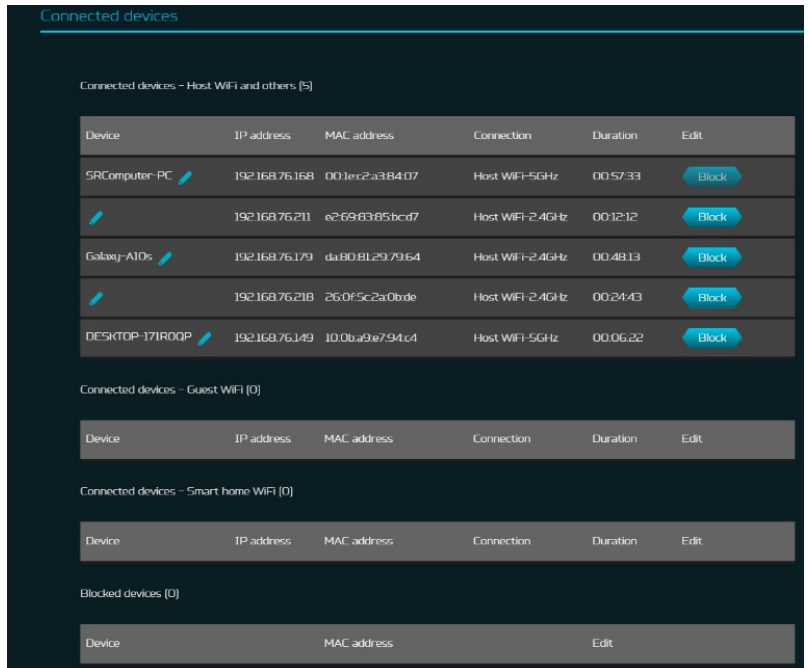 Connected devices
Connected devices - Host WiFi and others (5)
Device IP address MAC address Connection Duration Edit
SRComputer-PC 192.168.76.168 00:1e:c2:a3:84:07 Host WiFi-5GHz 00:57:33 Block
192.168.76.211 e2:69:83:85:bc:d7 Host WiFi-2.4GHz 00:12:12 Block
Galaxy-A10s 192.168.76.179 da:80:81:29:79:64 Host WiFi-2.4GHz 00:48:13 Block
192.168.76.218 26:0f:5c:2a:0b:de Host WiFi-2.4GHz 00:24:43 Block
DESKTOP-171R0QP 192.168.76.149 10:0b:a9:e7:94:c4 Host WiFi-5GHz 00:06:22 Block
Connected devices - Guest WiFi (0)
Device IP address MAC address Connection Duration Edit
Connected devices - Smart home WiFi (0)
Device IP address MAC address Connection Duration Edit
Blocked devices (0)
Device MAC address Edit